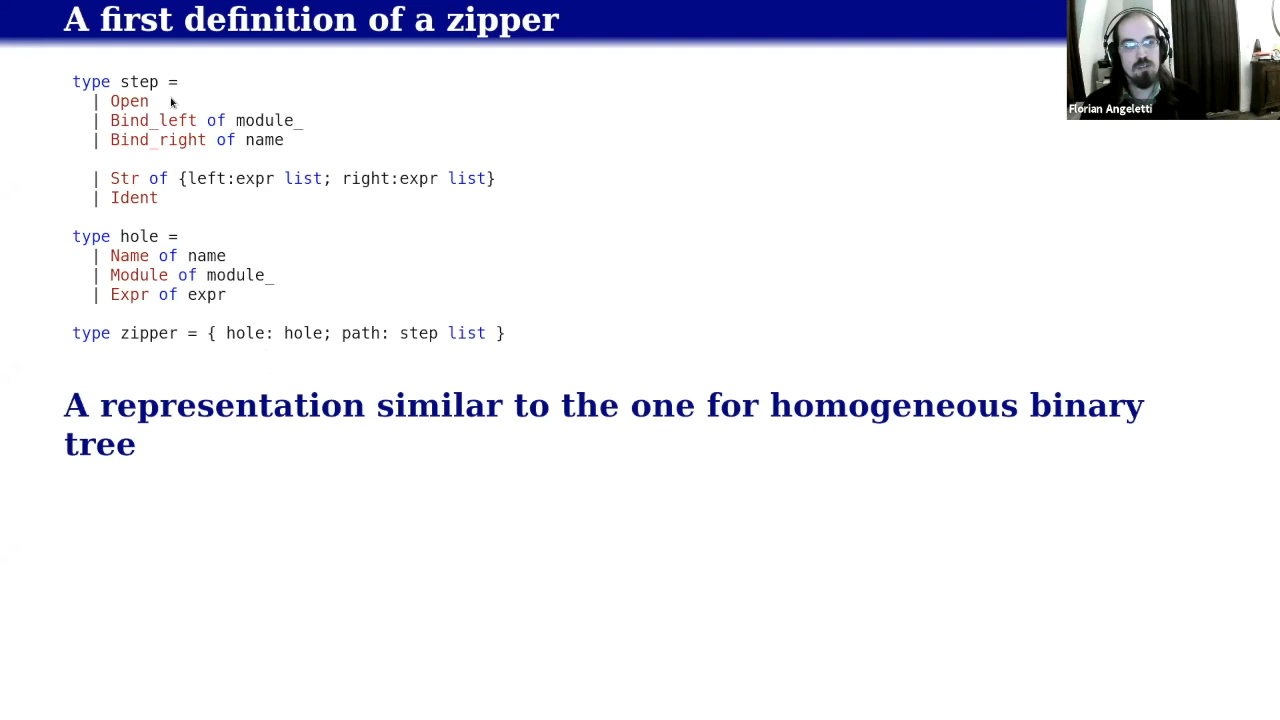 A first definition of a zipper
Florian Angeletti
type step =
| Open
| Bind_left of module_
| Bind_right of name
| Str of {left:expr list; right:expr list}
| Ident
type hole =
| Name of name
| Module of module_
| Expr of expr
type zipper = { hole: hole; path: step list }
A representation similar to the one for homogeneous binary
tree